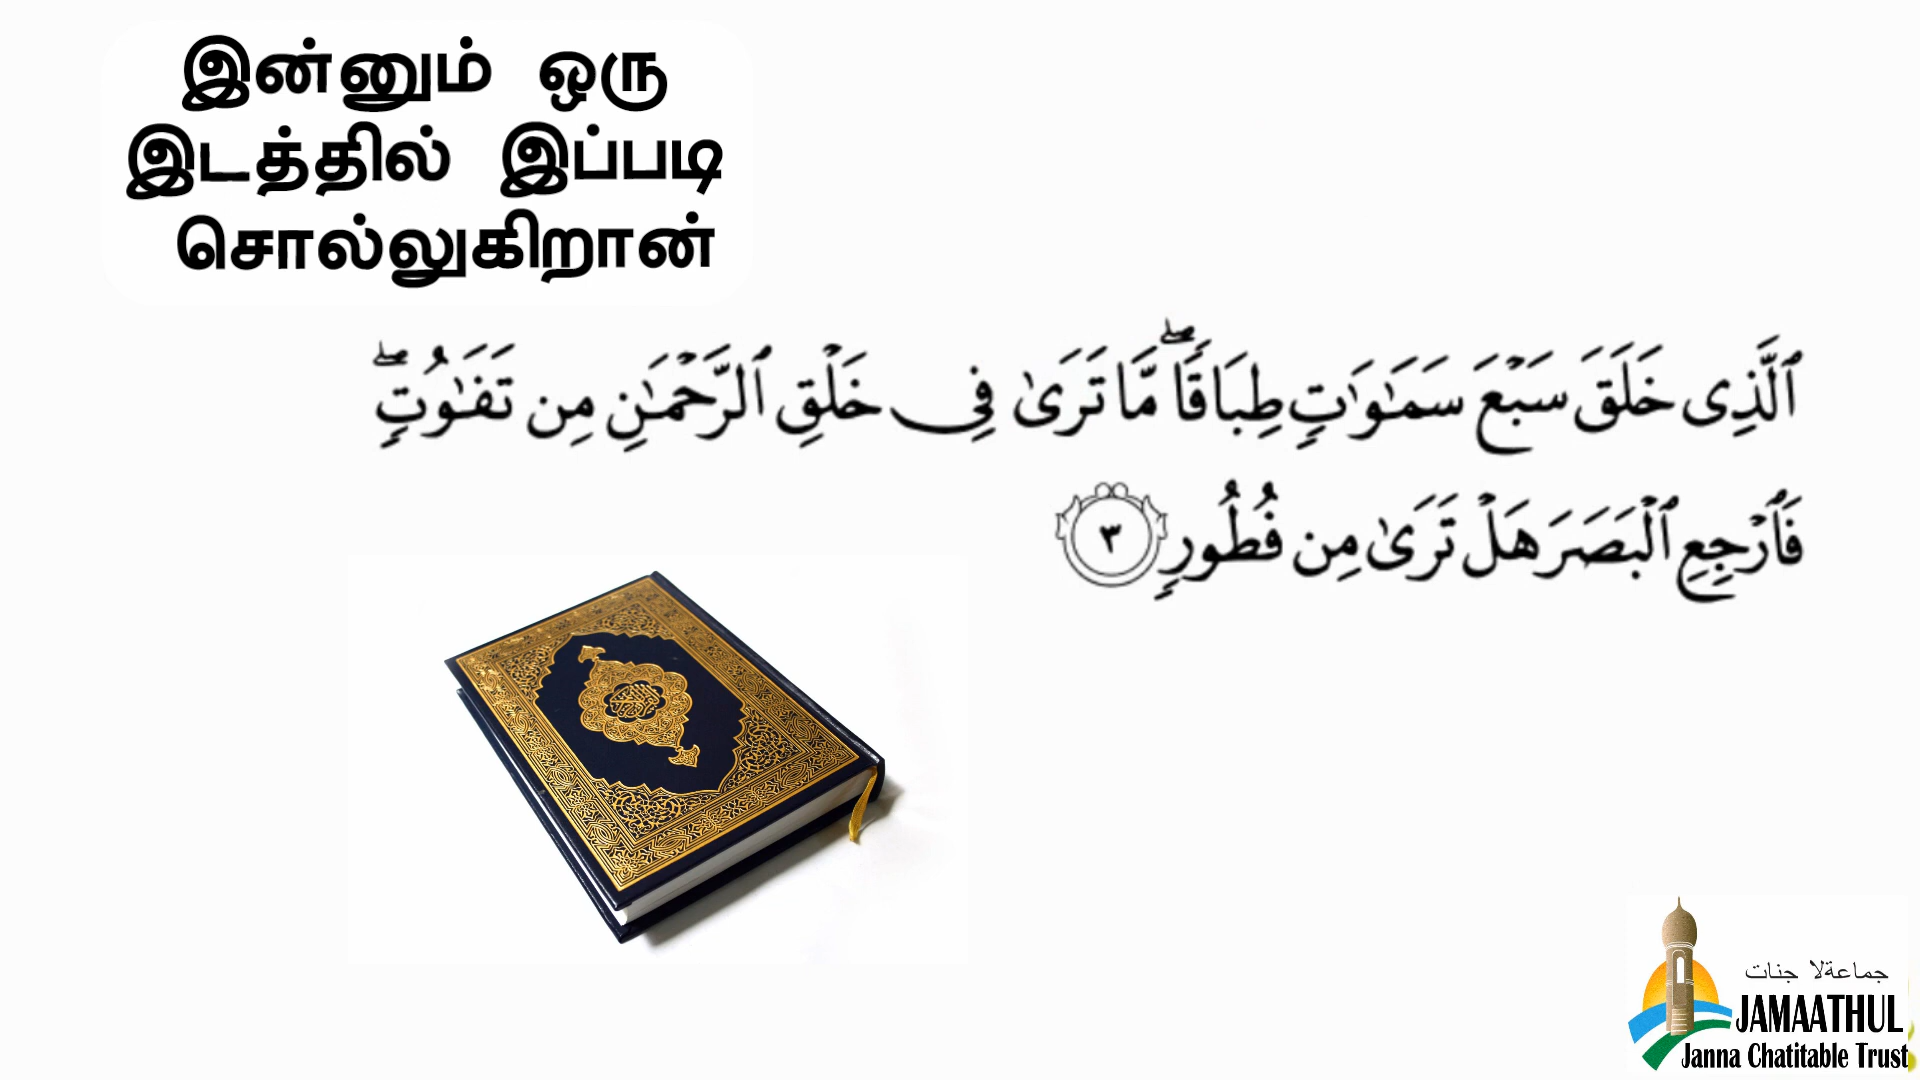 இன்னும் ஒரு
இடத்தில் இப்படி
சொல்லுகிறான்
ٱلَّذِى خَلَقَ سَبْعَ سَمَـٰوَٰتٍ طِبَاقًا ۖ مَّا تَرَىٰ فِى خَلْقِ ٱلرَّحْمَـٰنِ مِن تَفَـٰوُتٍ ۖ
فَٱرْجِعِ ٱلْبَصَرَ هَلْ تَرَىٰ مِن فُطُورٍ ٣
جماعةلا جنات
JAMAATHUL
Janna Chatitable Trust